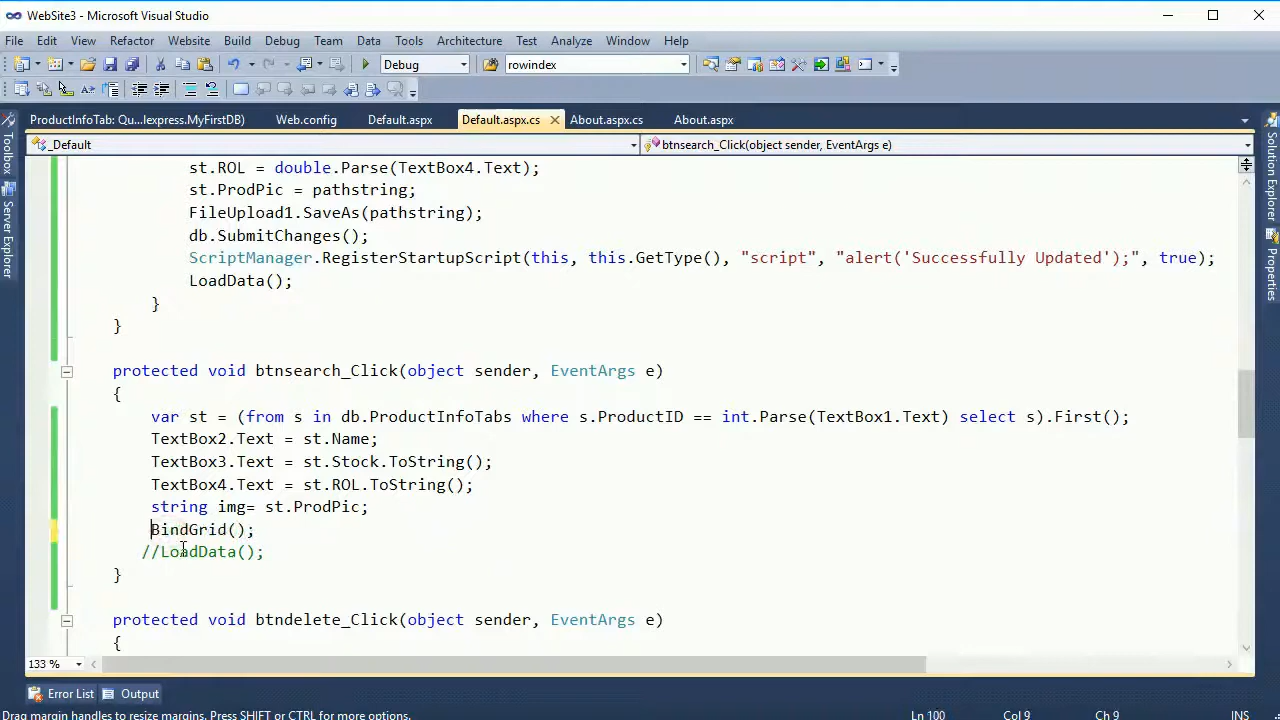 WebSite3 - Microsoft Visual Studio
File Edit View Refactor Website Build Debug Team Data Tools Architecture Test Analyze Window Help
Debug rowindex
ProductInfoTab: Qu...lexpress.MyFirstDB) Web.config Default.aspx Default.aspx.cs About.aspx.cs About.aspx
_Default btnsearch_Click(object sender, EventArgs e)
st.ROL = double.Parse(TextBox4.Text);
st.ProdPic = pathstring;
FileUpload1.SaveAs(pathstring);
db.SubmitChanges();
ScriptManager.RegisterStartupScript(this, this.GetType(), "script", "alert('Successfully Updated');", true);
LoadData();
}
}
protected void btnsearch_Click(object sender, EventArgs e)
{
var st = (from s in db.ProductInfoTabs where s.ProductID == int.Parse(TextBox1.Text) select s).First();
TextBox2.Text = st.Name;
TextBox3.Text = st.Stock.ToString();
TextBox4.Text = st.ROL.ToString();
string img= st.ProdPic;
BindGrid();
//LoadData();
}
protected void btndelete_Click(object sender, EventArgs e)
{
133 %
Error List Output
Drag margin handles to resize margins. Press SHIFT or CTRL for more options. Ln 100 Col 9 Ch 9 INS
Toolbox
Server Explorer
Solution Explorer
Properties